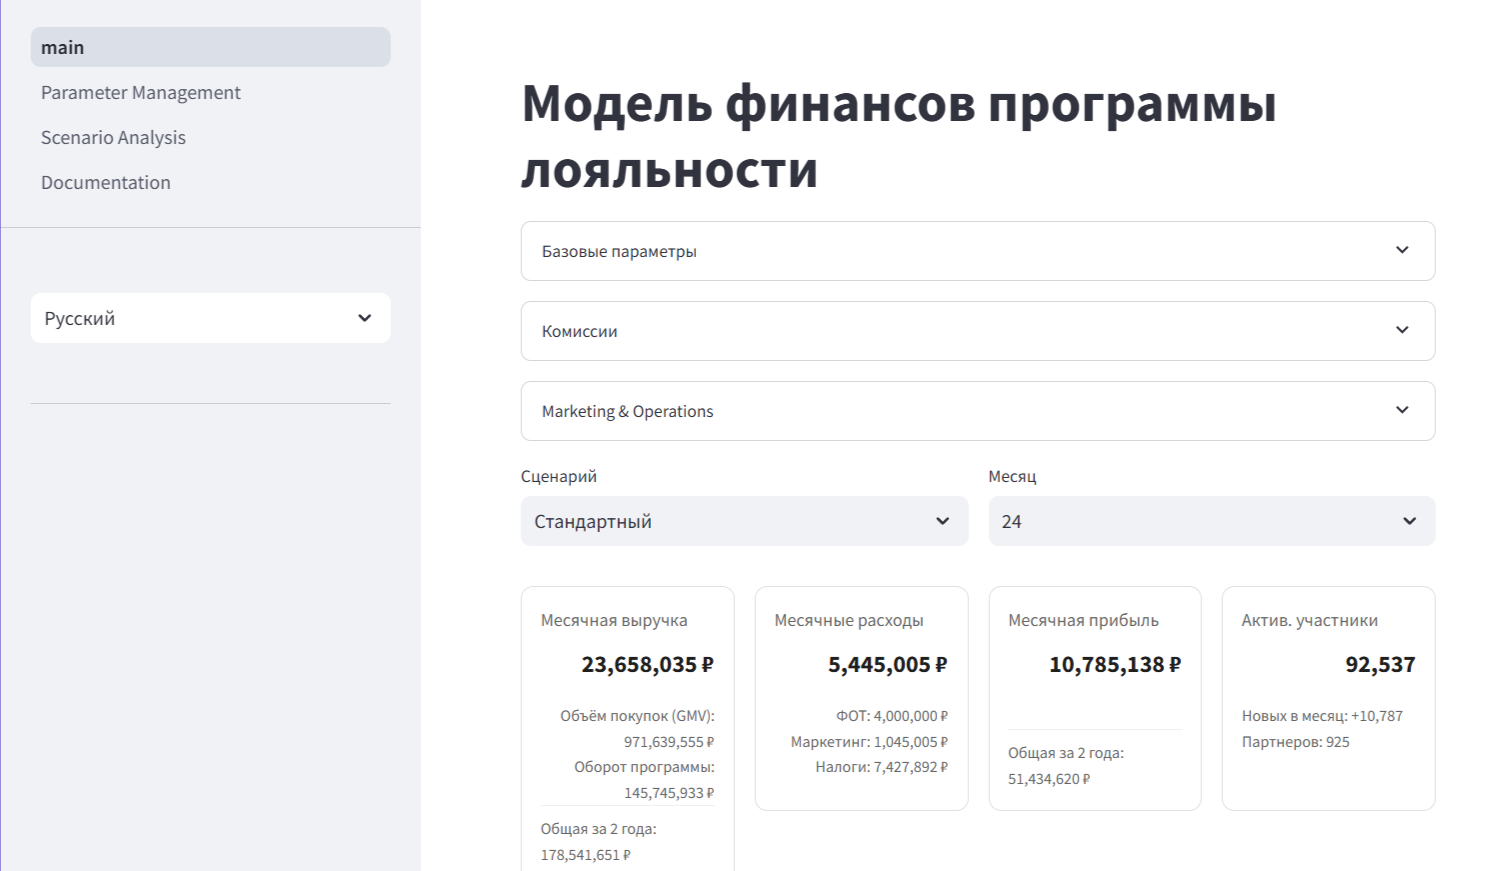 main
Parameter Management
Scenario Analysis
Documentation
Русский
Модель финансов программы
лояльности
Базовые параметры
Комиссии
Marketing & Operations
Сценарий
Стандартный
Месяц
24
Месячная выручка
23,658,035 ₽
Объём покупок (GMV):
971,639,555 ₽
Оборот программы:
145,745,933 ₽
Общая за 2 года:
178,541,651 ₽
Месячные расходы
5,445,005 ₽
ФОТ: 4,000,000 ₽
Маркетинг: 1,045,005 ₽
Налоги: 7,427,892 ₽
Месячная прибыль
10,785,138 ₽
Общая за 2 года:
51,434,620 ₽
Актив. участники
92,537
Новых в месяц: +10,787
Партнеров: 925